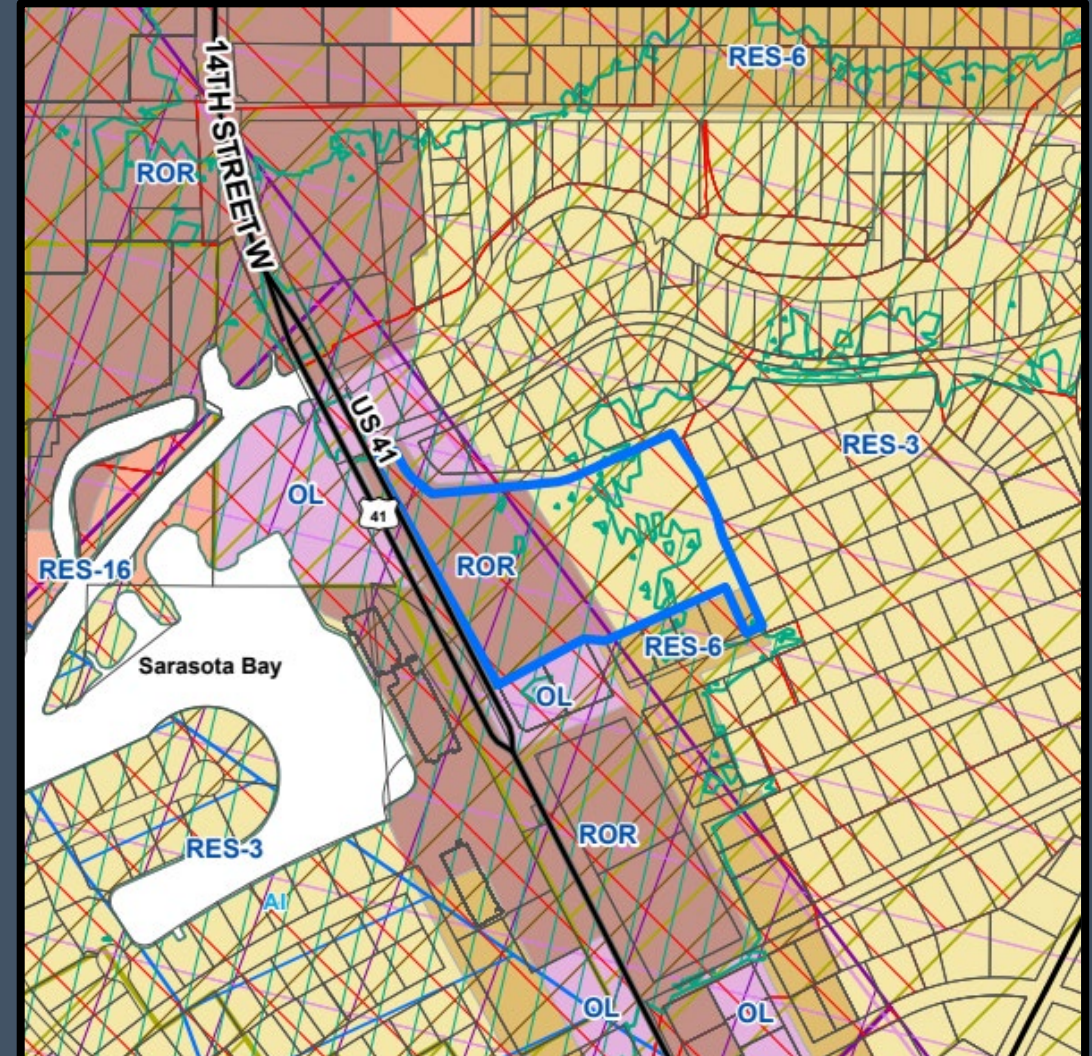 RES-6
14TH STREET W
ROR
US 41
RES-3
OL
41
ROR
RES-16
RES-6
Sarasota Bay
OL
ROR
RES-3
AI
OL
OL